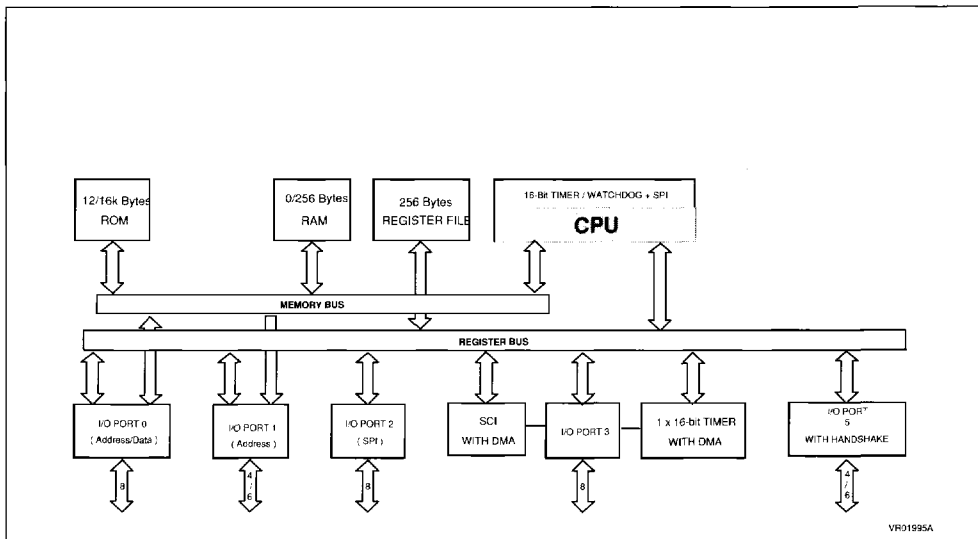 12/16k Bytes
ROM
0/256 Bytes
RAM
256 Bytes
REGISTER FILE
16-Bit TIMER / WATCHDOG + SPI
CPU
MEMORY BUS
REGISTER BUS
I/O PORT 0
( Address/Data )
I/O PORT 1
( Address )
I/O PORT 2
( SPI )
SCI
WITH DMA
I/O PORT 3
1 x 16-bit TIMER
WITH DMA
I/O PORT
5
WITH HANDSHAKE
8
4
/
6
8
8
4
/
6
VR01995A